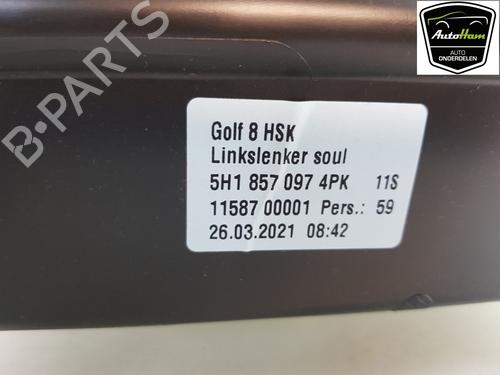 AutoHam
AUTO
ONDERDELEN
B-PARTS
Golf 8 HSK
Linkslenker soul
5H1 857 097 4PK 11S
11587 00001 Pers.: 59
26.03.2021 08:42